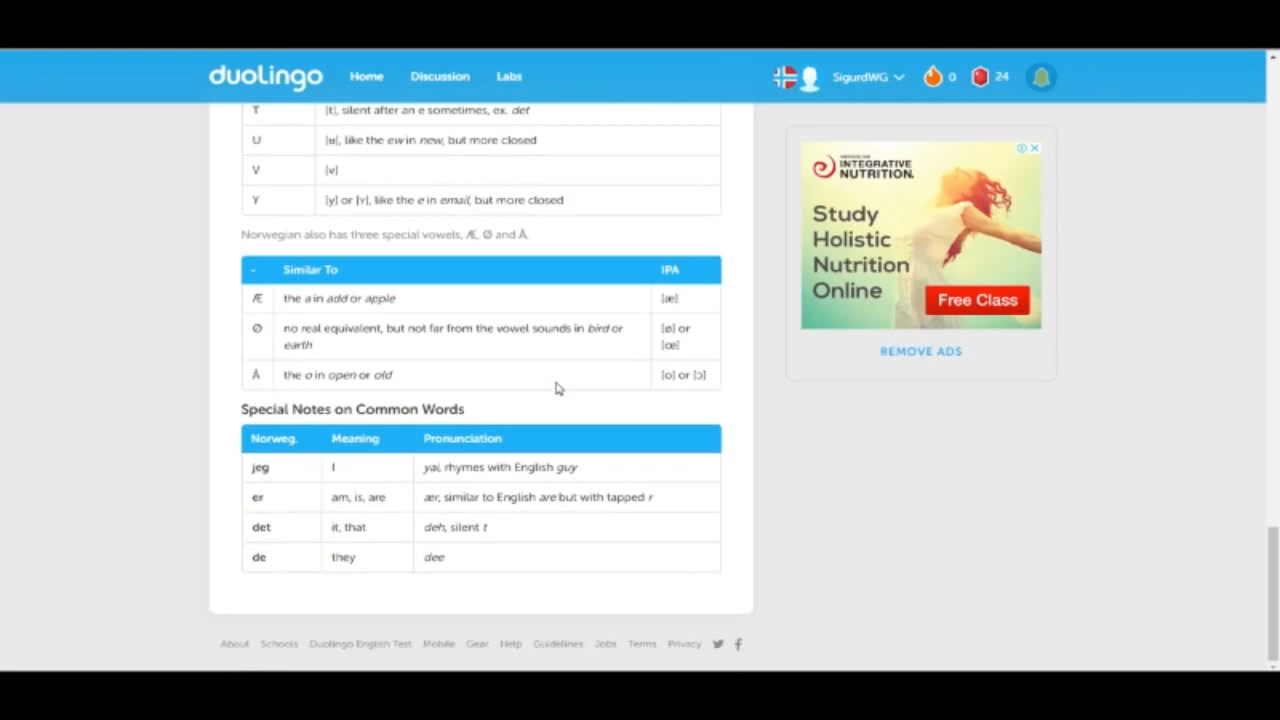 duolingo Home Discussion Labs SigurdWG 0 24
T [t], silent after an e sometimes, ex. det
U [ʉ], like the ew in new, but more closed
V [v]
Y [y] or [ʏ], like the e in email, but more closed
Norwegian also has three special vowels, Æ, Ø and Å.
- Similar To IPA
Æ the a in add or apple [æ]
Ø no real equivalent, but not far from the vowel sounds in bird or [ø] or
earth [œ]
Å the o in open or old [o] or [ɔ]
Special Notes on Common Words
Norweg. Meaning Pronunciation
jeg I yai, rhymes with English guy
er am, is, are ær, similar to English are but with tapped r
det it, that deh, silent t
de they dee
INTEGRATIVE
NUTRITION.
Study
Holistic
Nutrition
Online
Free Class
REMOVE ADS
About Schools Duolingo English Test Mobile Gear Help Guidelines Jobs Terms Privacy